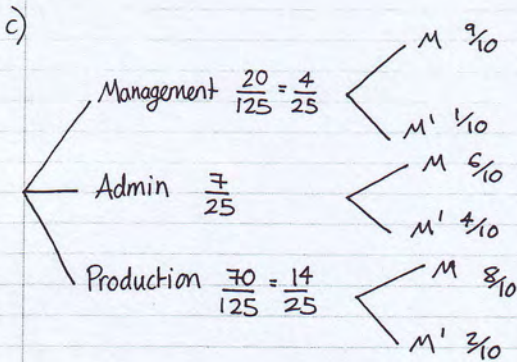 c)
M 9/10
Management 20/125 = 4/25
M' 1/10
M 6/10
Admin 7/25
M' 4/10
M 8/10
Production 70/125 = 14/25
M' 2/10